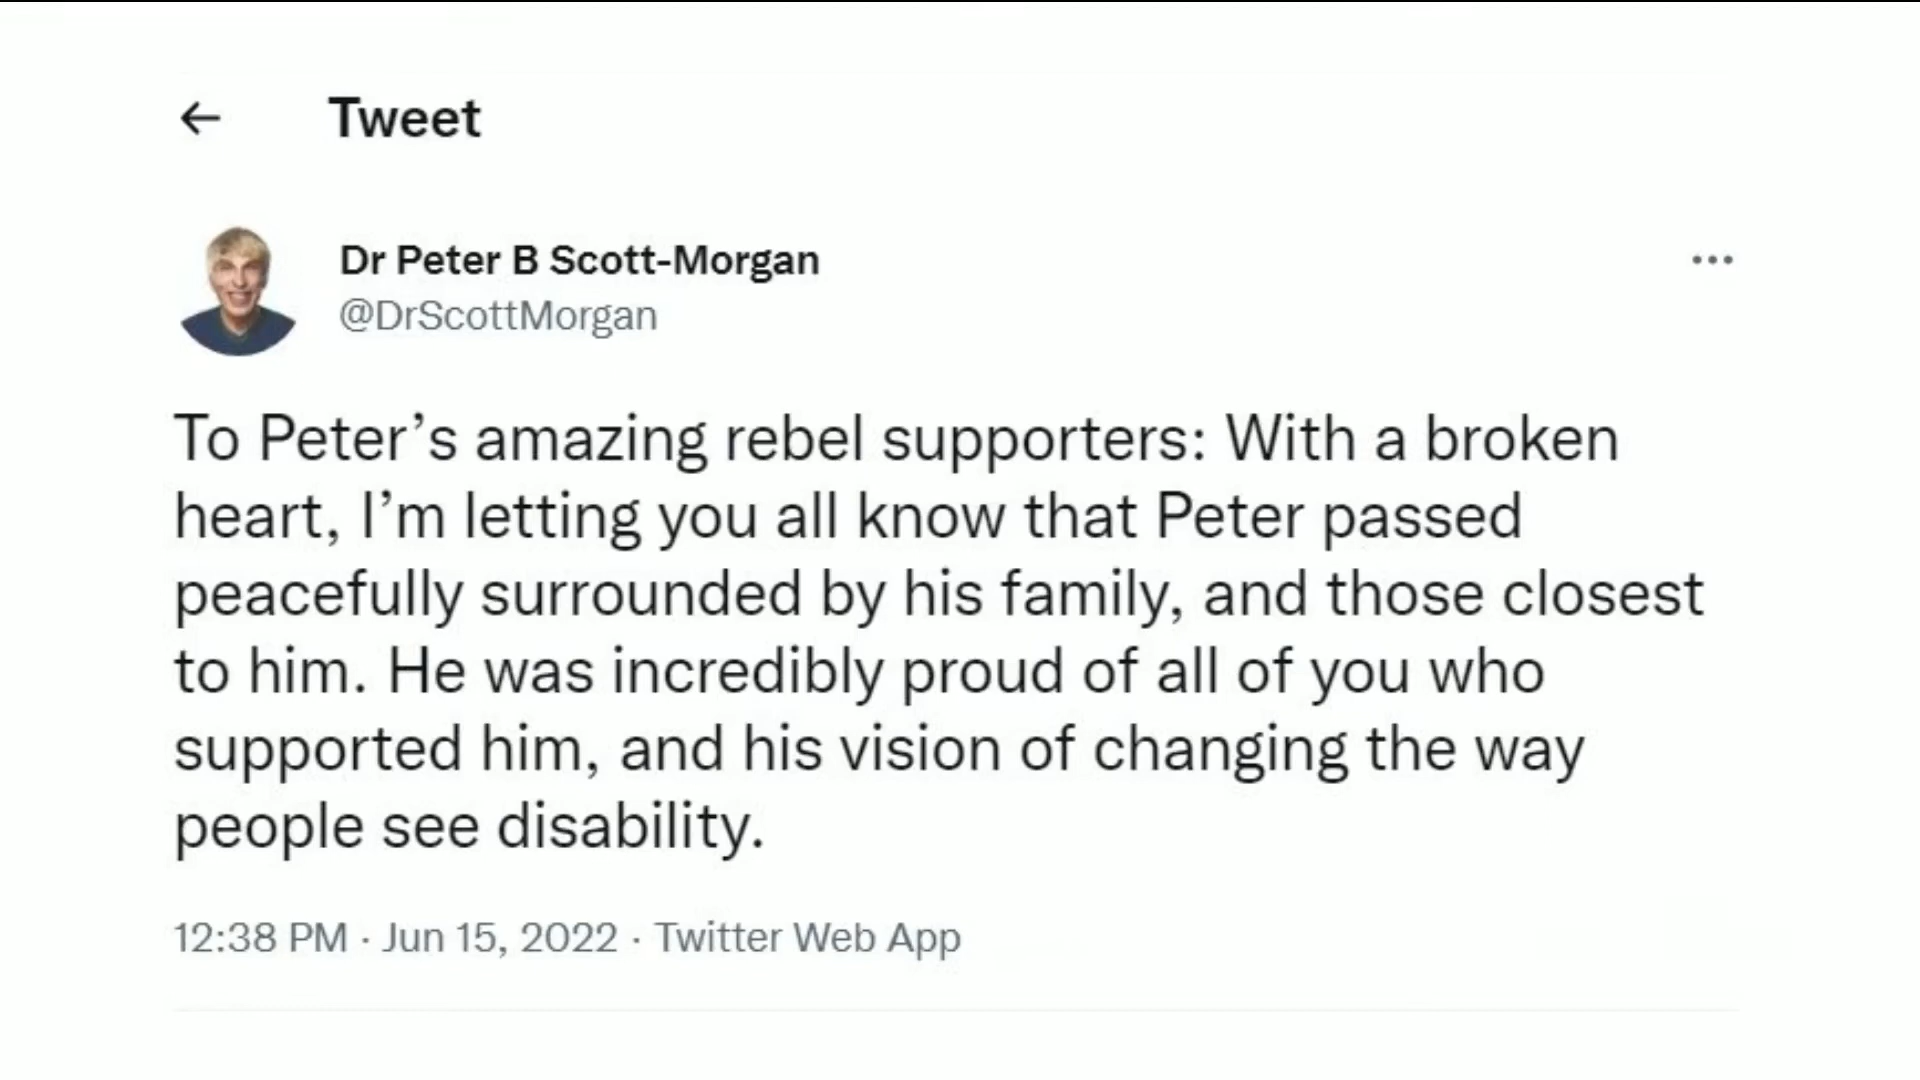 Tweet
Dr Peter B Scott-Morgan
@DrScottMorgan
To Peter’s amazing rebel supporters: With a broken
heart, I’m letting you all know that Peter passed
peacefully surrounded by his family, and those closest
to him. He was incredibly proud of all of you who
supported him, and his vision of changing the way
people see disability.
12:38 PM · Jun 15, 2022 · Twitter Web App